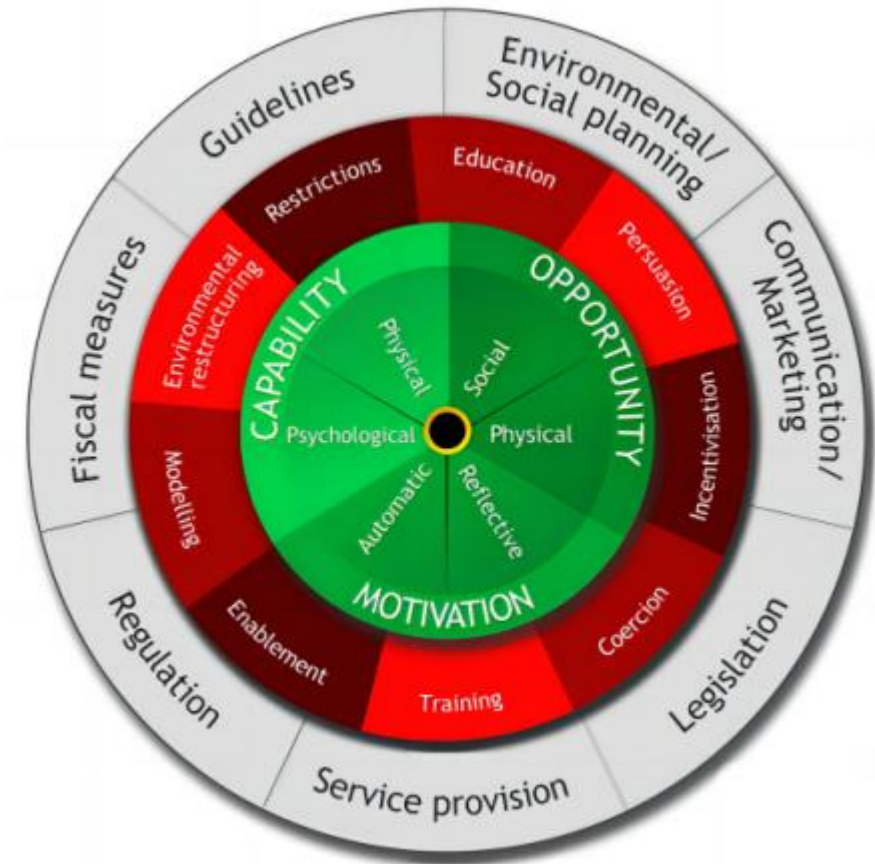 Environmental/
Social planning
Communication/
Marketing
Legislation
Service provision
Regulation
Fiscal measures
Guidelines
Education
Persuasion
Incentivisation
Coercion
Training
Enablement
Modelling
Environmental
restructuring
Restrictions
CAPABILITY
OPPORTUNITY
MOTIVATION
Physical
Social
Psychological
Physical
Automatic
Reflective